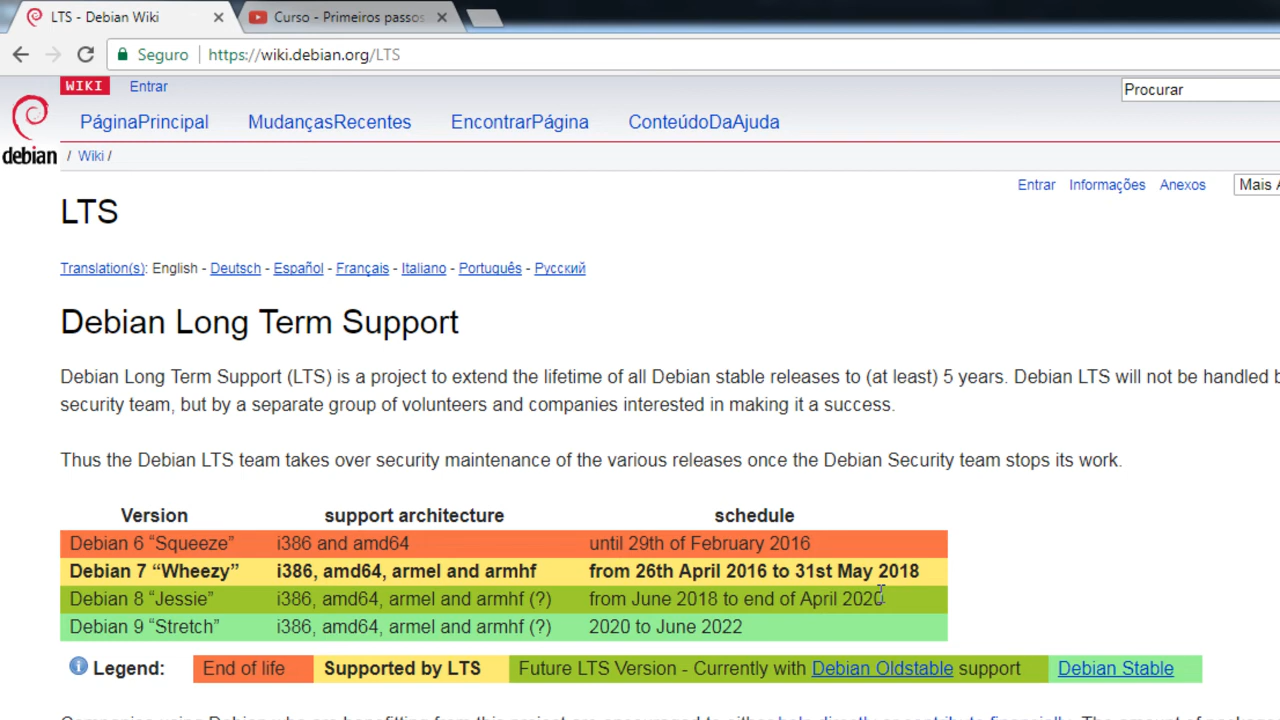 LTS - Debian Wiki
Curso - Primeiros passos
Seguro
https://wiki.debian.org/LTS
WIKI Entrar
Procurar
PáginaPrincipal MudançasRecentes EncontrarPágina ConteúdoDaAjuda
debian / Wiki /
Entrar Informações Anexos Mais
LTS
Translation(s): English - Deutsch - Español - Français - Italiano - Português - Русский
Debian Long Term Support
Debian Long Term Support (LTS) is a project to extend the lifetime of all Debian stable releases to (at least) 5 years. Debian LTS will not be handled
security team, but by a separate group of volunteers and companies interested in making it a success.
Thus the Debian LTS team takes over security maintenance of the various releases once the Debian Security team stops its work.
Version support architecture schedule
Debian 6 “Squeeze” i386 and amd64 until 29th of February 2016
Debian 7 “Wheezy” i386, amd64, armel and armhf from 26th April 2016 to 31st May 2018
Debian 8 “Jessie” i386, amd64, armel and armhf (?) from June 2018 to end of April 2020
Debian 9 “Stretch” i386, amd64, armel and armhf (?) 2020 to June 2022
Legend: End of life Supported by LTS Future LTS Version - Currently with Debian Oldstable support Debian Stable